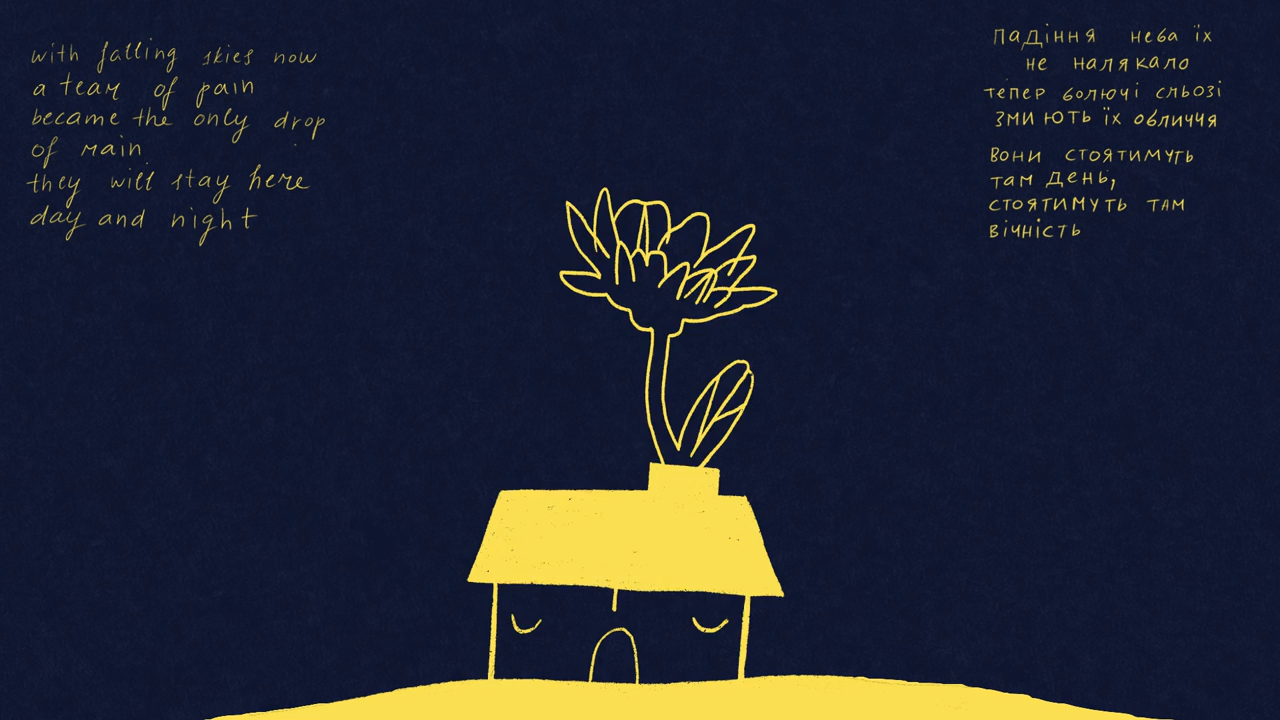 with falling skies now
a tear of pain
became the only drop
of rain
they will stay here
day and night
Падіння неба їх
не налякало
тепер болючі сльозі
змиють їх обличчя
Вони стоятимуть
там день,
стоятимуть там
вічність